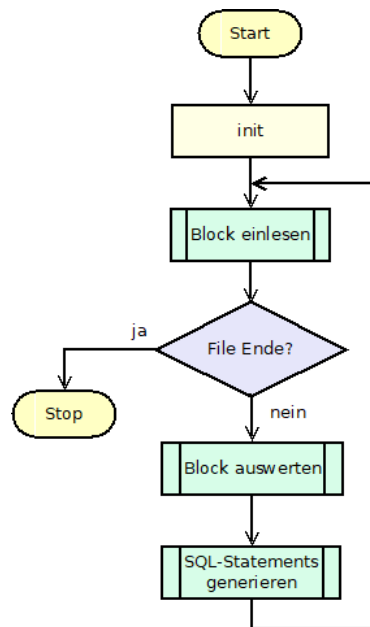 Start
init
Block einlesen
File Ende?
ja
Stop
nein
Block auswerten
SQL-Statements
generieren